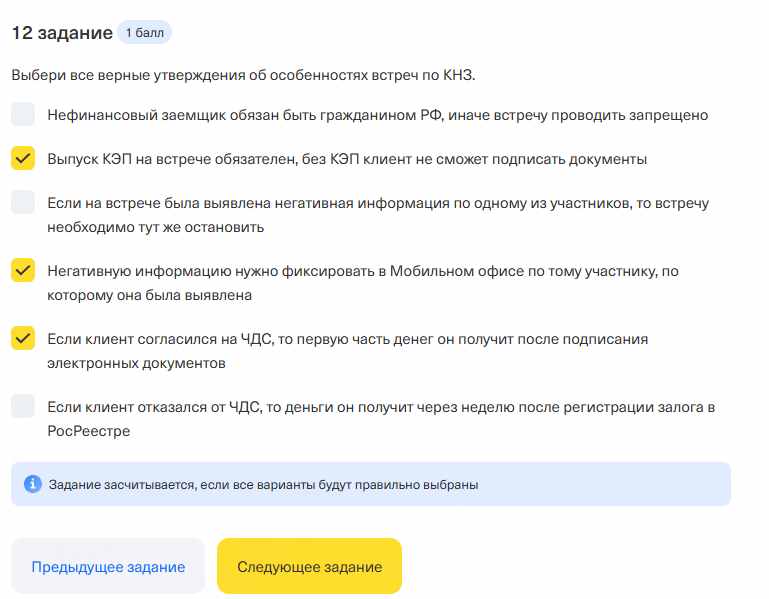 12 задание 1 балл
Выбери все верные утверждения об особенностях встреч по КНЗ.
Нефинансовый заемщик обязан быть гражданином РФ, иначе встречу проводить запрещено
Выпуск КЭП на встрече обязателен, без КЭП клиент не сможет подписать документы
Если на встрече была выявлена негативная информация по одному из участников, то встречу
необходимо тут же остановить
Негативную информацию нужно фиксировать в Мобильном офисе по тому участнику, по
которому она была выявлена
Если клиент согласился на ЧДС, то первую часть денег он получит после подписания
электронных документов
Если клиент отказался от ЧДС, то деньги он получит через неделю после регистрации залога в
РосРеестре
Задание засчитывается, если все варианты будут правильно выбраны
Предыдущее задание Следующее задание